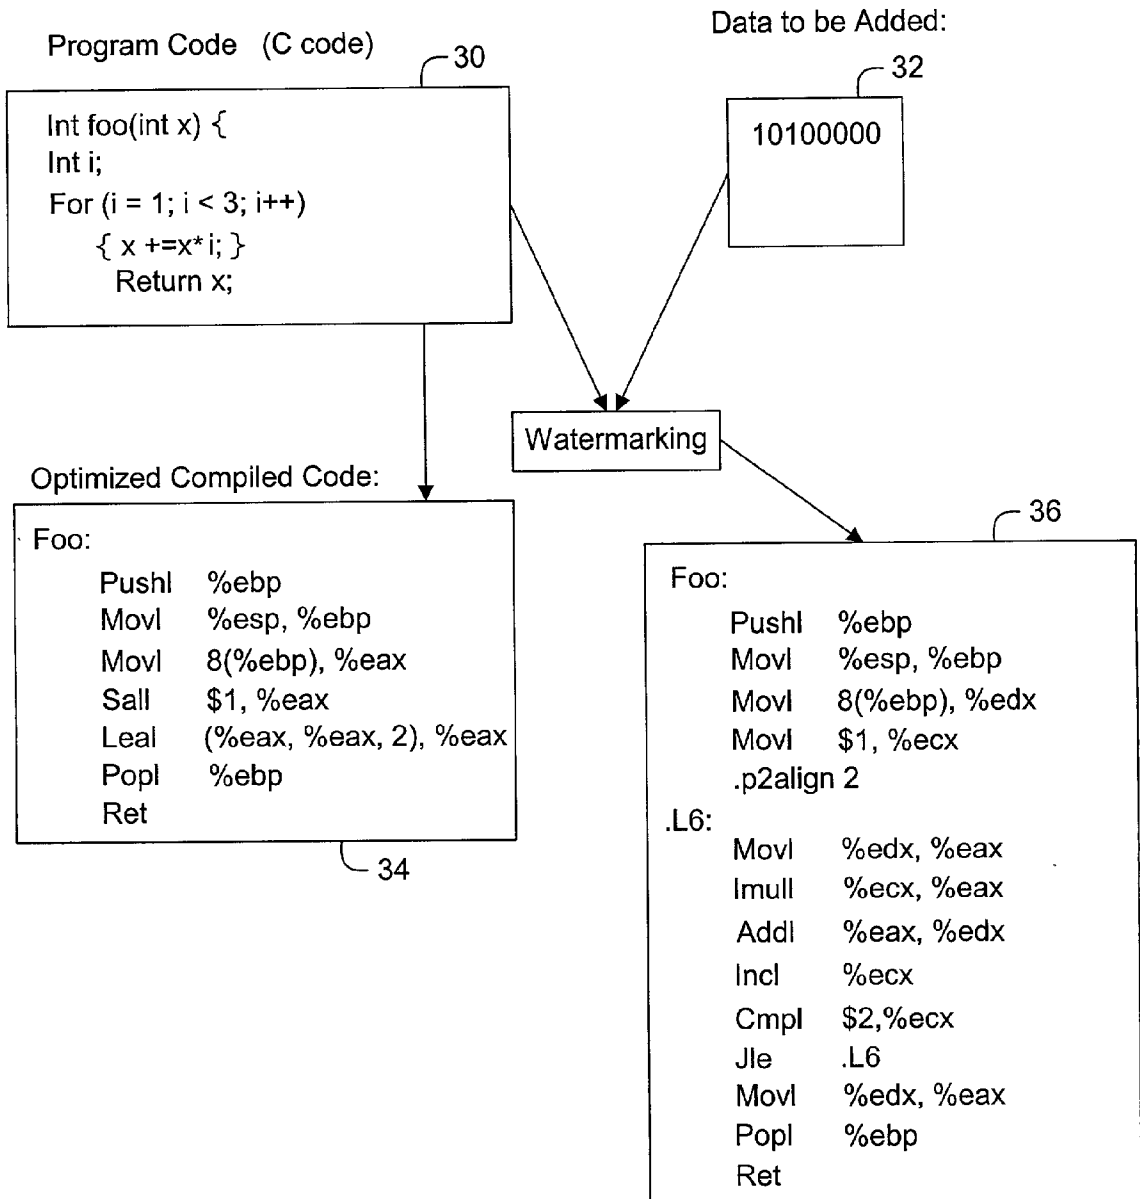 Program Code (C code)
30
Int foo(int x) {
Int i;
For (i = 1; i < 3; i++)
{ x +=x* i; }
Return x;
Data to be Added:
32
10100000
Watermarking
Optimized Compiled Code:
Foo:
Pushl %ebp
Movl %esp, %ebp
Movl 8(%ebp), %eax
Sall $1, %eax
Leal (%eax, %eax, 2), %eax
Popl %ebp
Ret
34
36
Foo:
Pushl %ebp
Movl %esp, %ebp
Movl 8(%ebp), %edx
Movl $1, %ecx
.p2align 2
.L6:
Movl %edx, %eax
Imull %ecx, %eax
Addl %eax, %edx
Incl %ecx
Cmpl $2,%ecx
Jle .L6
Movl %edx, %eax
Popl %ebp
Ret